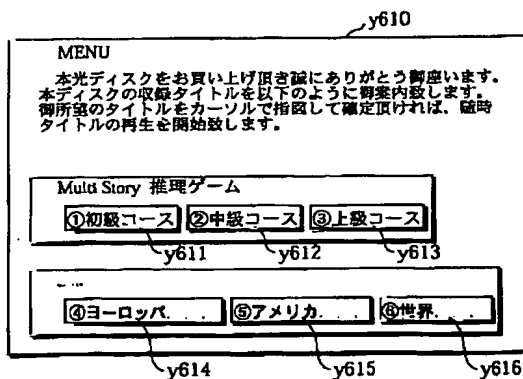 y610
MENU
本光ディスクをお買い上げ頂き誠にありがとう御座います。
本ディスクの収録タイトルを以下のように御案内致します。
御所望のタイトルをカーソルで指図して確定頂ければ、随時
タイトルの再生を開始致します。
Multi Story 推理ゲーム
①初級コース ②中級コース ③上級コース
y611 y612 y613
④ヨーロッパ. . . ⑤アメリカ. . . ⑥世界. . .
y614 y615 y616